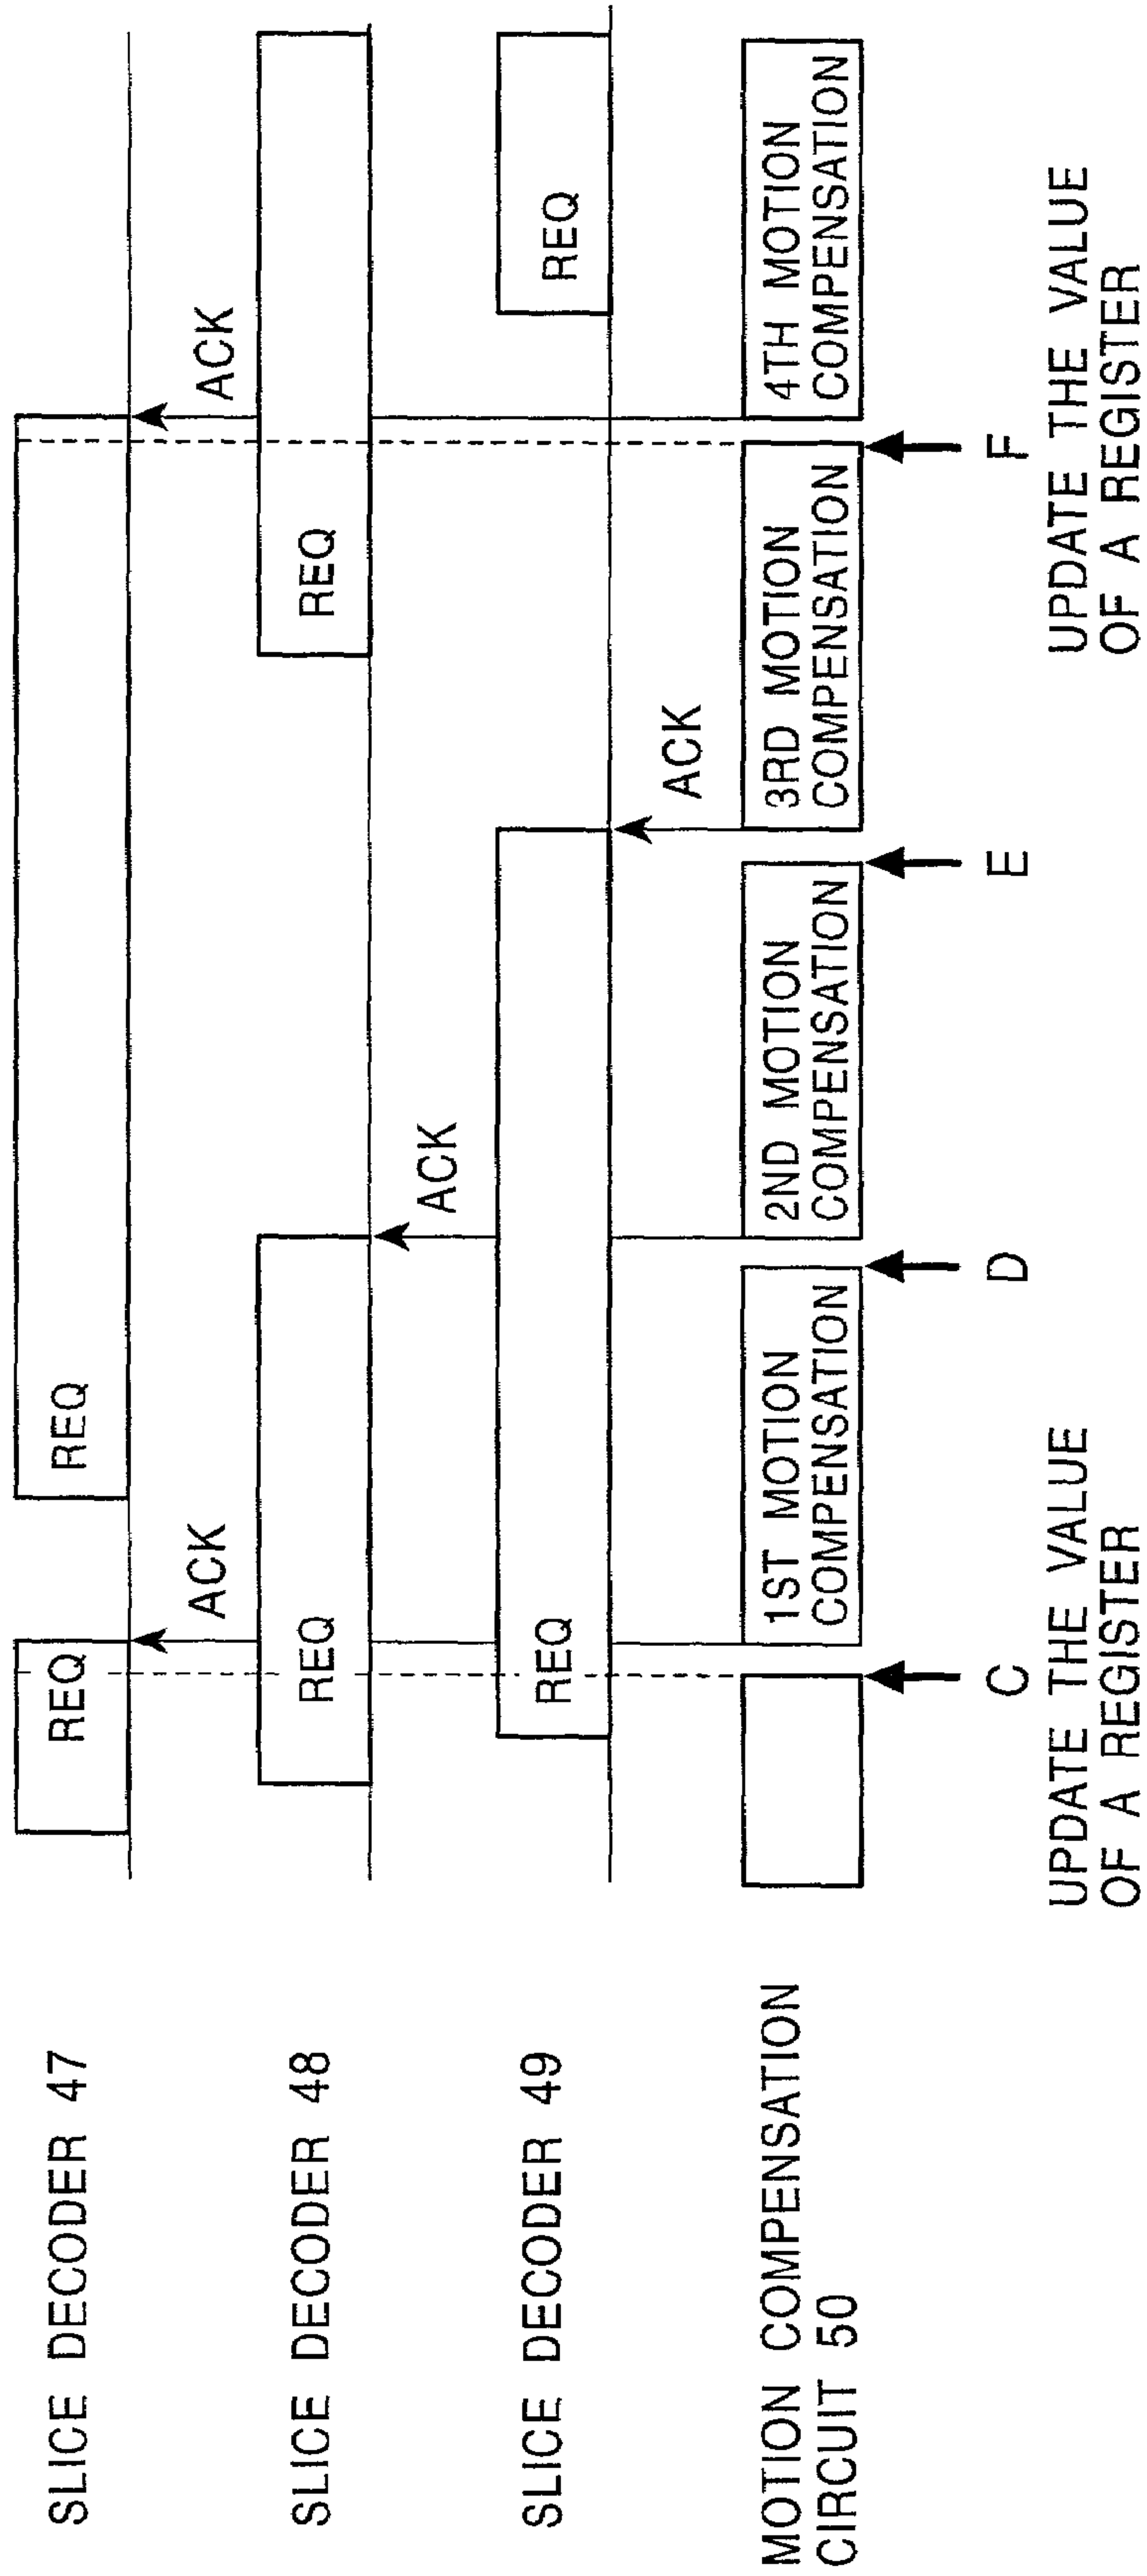 SLICE DECODER 47
REQ
REQ
ACK
ACK
SLICE DECODER 48
REQ
REQ
ACK
SLICE DECODER 49
REQ
REQ
ACK
MOTION COMPENSATION
CIRCUIT 50
1ST MOTION
COMPENSATION
2ND MOTION
COMPENSATION
3RD MOTION
COMPENSATION
4TH MOTION
COMPENSATION
C
D
E
F
UPDATE THE VALUE
OF A REGISTER
UPDATE THE VALUE
OF A REGISTER